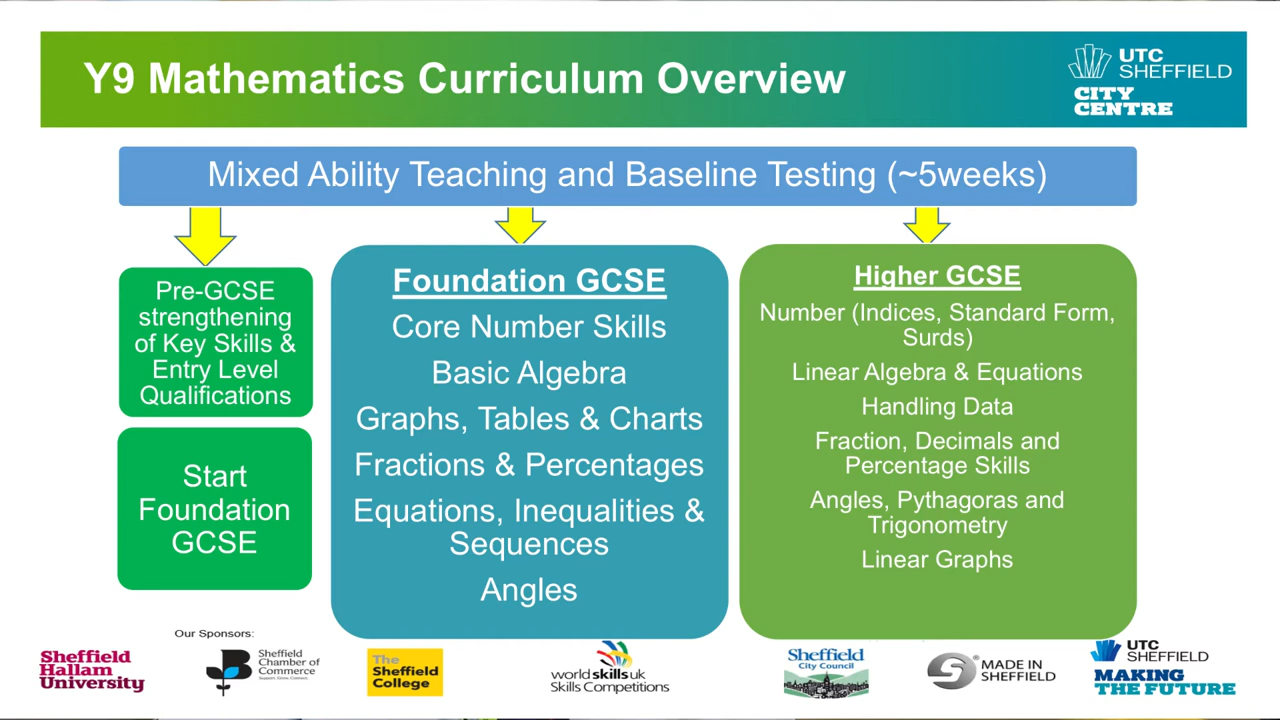 Y9 Mathematics Curriculum Overview
UTC
SHEFFIELD
CITY
CENTRE
Mixed Ability Teaching and Baseline Testing (~5weeks)
Pre-GCSE
strengthening
of Key Skills &
Entry Level
Qualifications
Start
Foundation
GCSE
Foundation GCSE
Core Number Skills
Basic Algebra
Graphs, Tables & Charts
Fractions & Percentages
Equations, Inequalities &
Sequences
Angles
Higher GCSE
Number (Indices, Standard Form,
Surds)
Linear Algebra & Equations
Handling Data
Fraction, Decimals and
Percentage Skills
Angles, Pythagoras and
Trigonometry
Linear Graphs
Our Sponsors:
Sheffield
Hallam
University
Sheffield
Chamber of
Commerce
The
Sheffield
College
worldskillsuk
Skills Competitions
Sheffield
City Council
MADE IN
SHEFFIELD
UTC
SHEFFIELD
MAKING
THE FUTURE